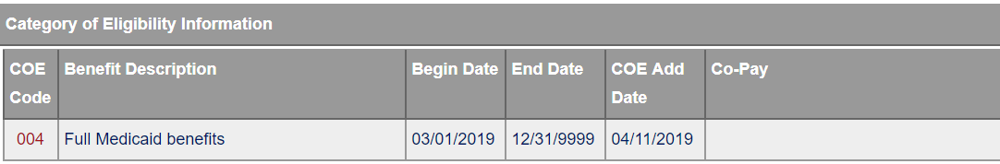 Category of Eligibility Information
COE Code Benefit Description Begin Date End Date COE Add Date Co-Pay
004 Full Medicaid benefits 03/01/2019 12/31/9999 04/11/2019